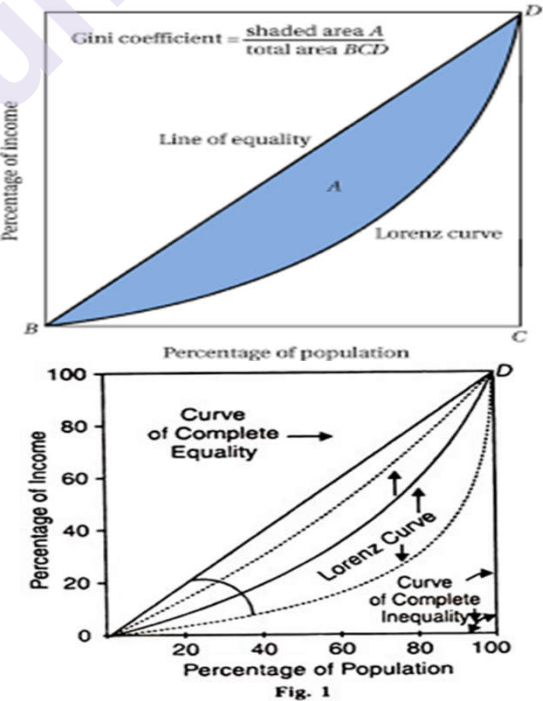 D
Gini coefficient = shaded area A / total area BCD
Line of equality
A
Lorenz curve
Percentage of income
B
C
Percentage of population
100
D
80
60
40
20
0
Curve
of Complete
Equality
Percentage of Income
Lorenz Curve
Curve
of Complete
Inequality
20 40 60 80 100
Percentage of Population
Fig. 1